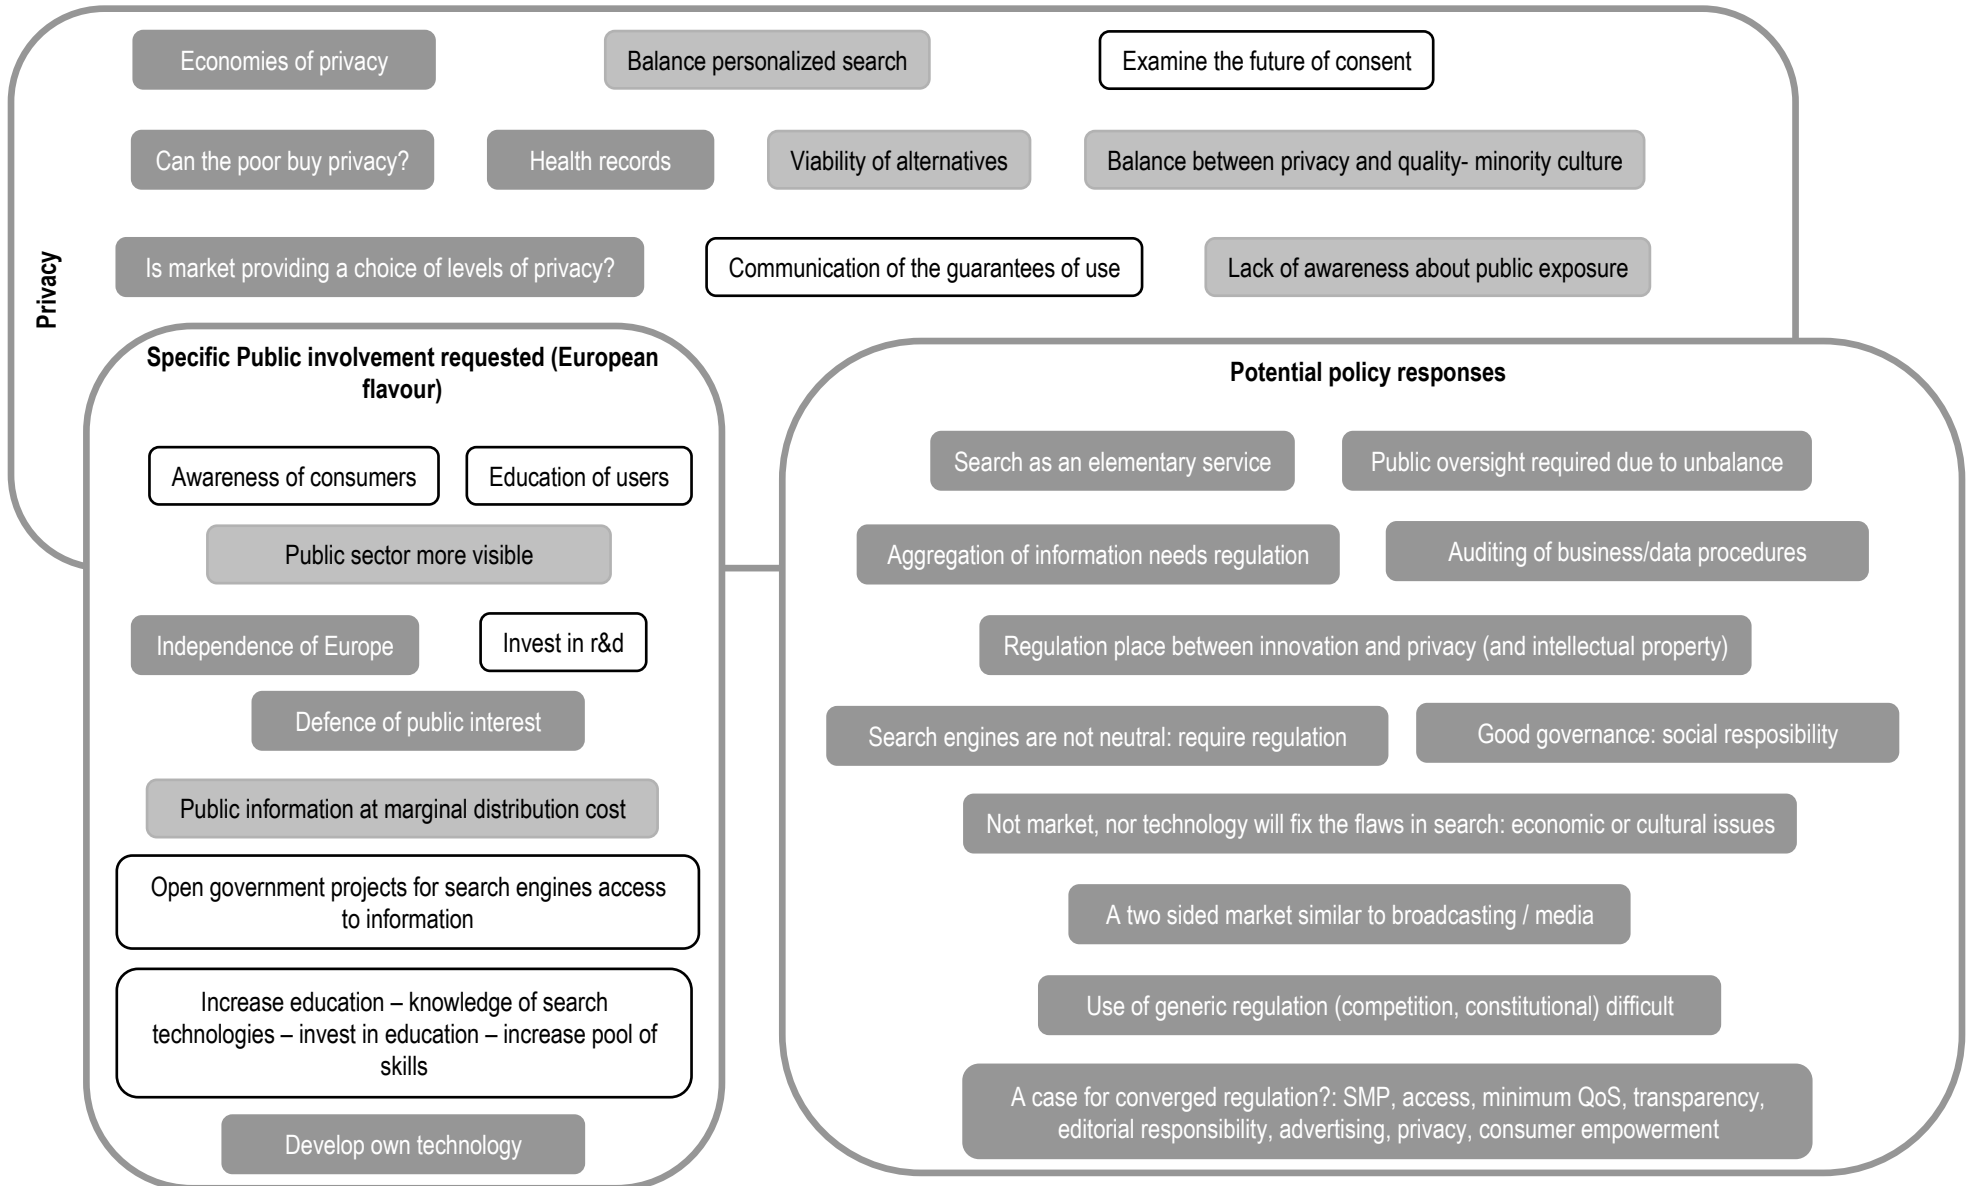 Economies of privacy
Balance personalized search
Examine the future of consent
Can the poor buy privacy?
Health records
Viability of alternatives
Balance between privacy and quality- minority culture
Is market providing a choice of levels of privacy?
Communication of the guarantees of use
Lack of awareness about public exposure
Privacy
Specific Public involvement requested (European
flavour)
Awareness of consumers
Education of users
Public sector more visible
Independence of Europe
Invest in r&d
Defence of public interest
Public information at marginal distribution cost
Open government projects for search engines access
to information
Increase education – knowledge of search
technologies – invest in education – increase pool of
skills
Develop own technology
Potential policy responses
Search as an elementary service
Public oversight required due to unbalance
Aggregation of information needs regulation
Auditing of business/data procedures
Regulation place between innovation and privacy (and intellectual property)
Search engines are not neutral: require regulation
Good governance: social resposibility
Not market, nor technology will fix the flaws in search: economic or cultural issues
A two sided market similar to broadcasting / media
Use of generic regulation (competition, constitutional) difficult
A case for converged regulation?: SMP, access, minimum QoS, transparency,
editorial responsibility, advertising, privacy, consumer empowerment